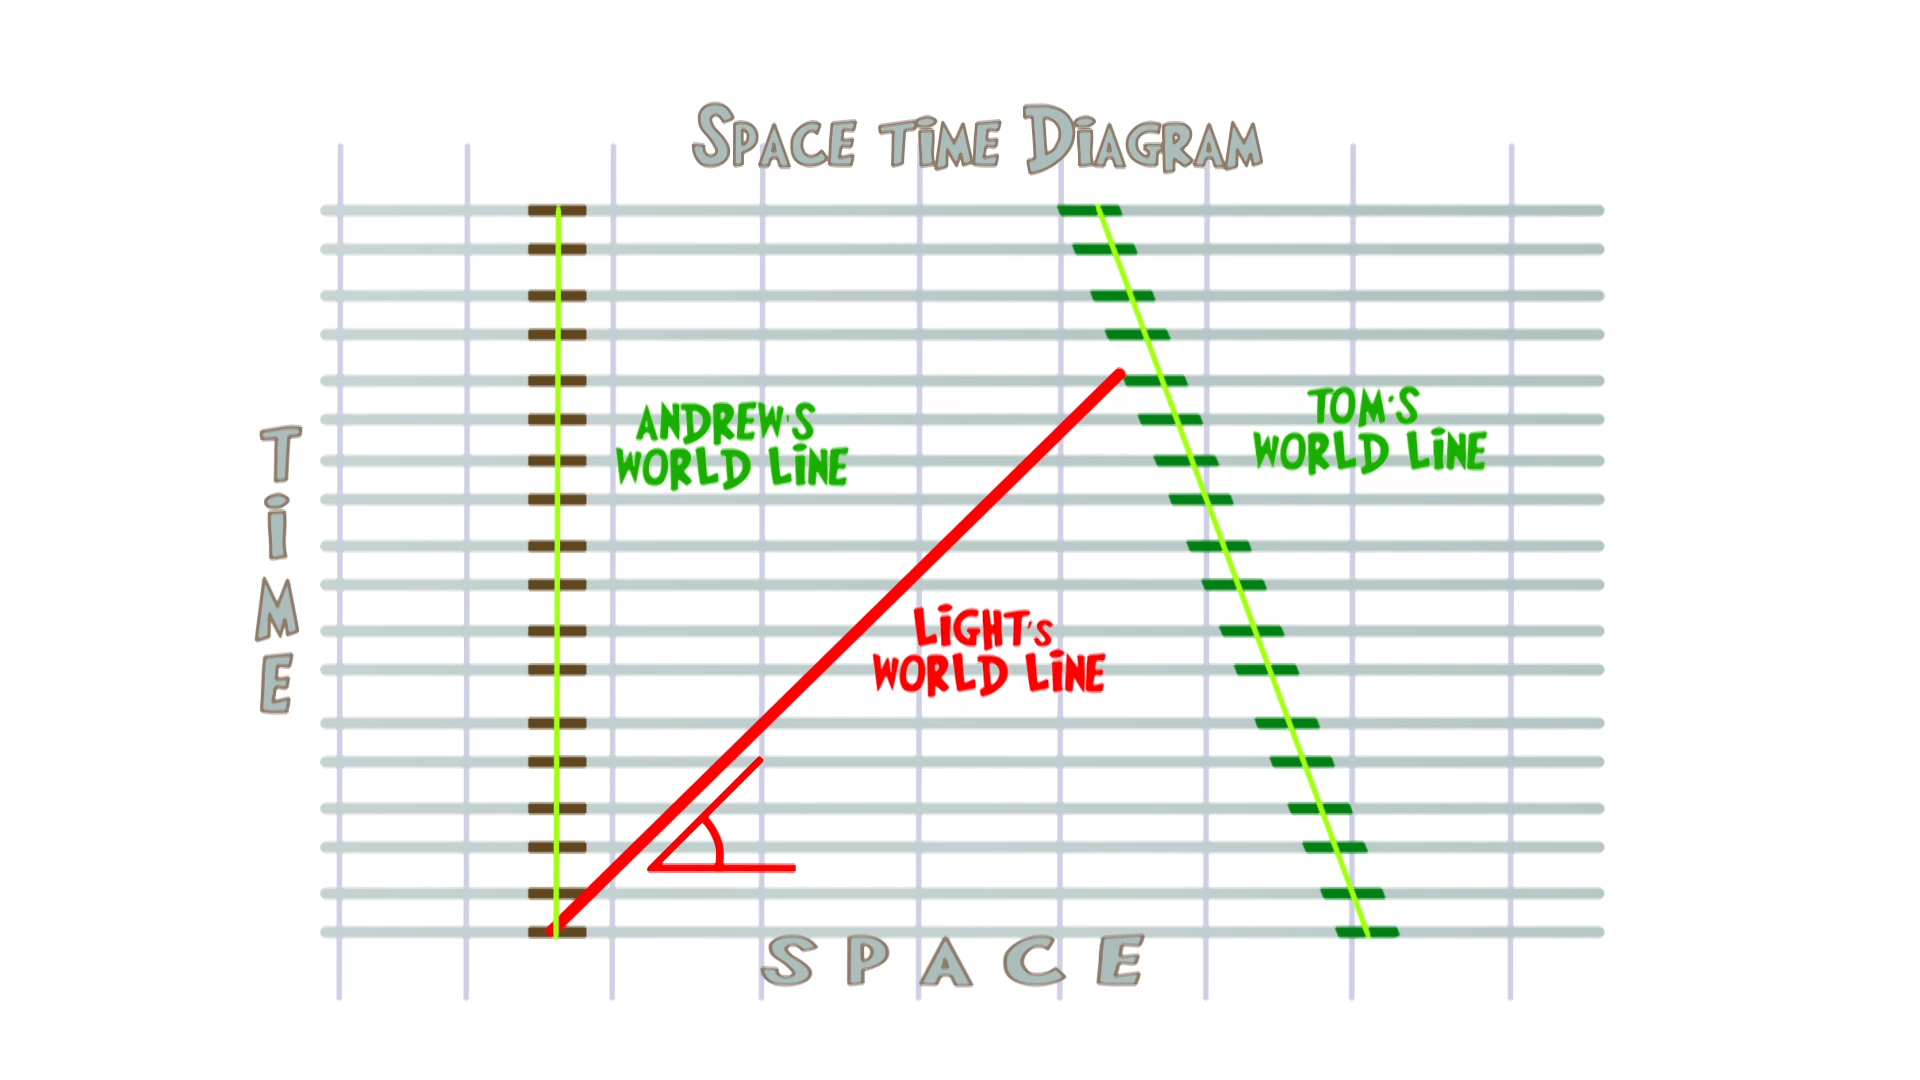 SPACE TIME DIAGRAM
TIME
ANDREW'S
WORLD LINE
TOM'S
WORLD LINE
LIGHT'S
WORLD LINE
SPACE